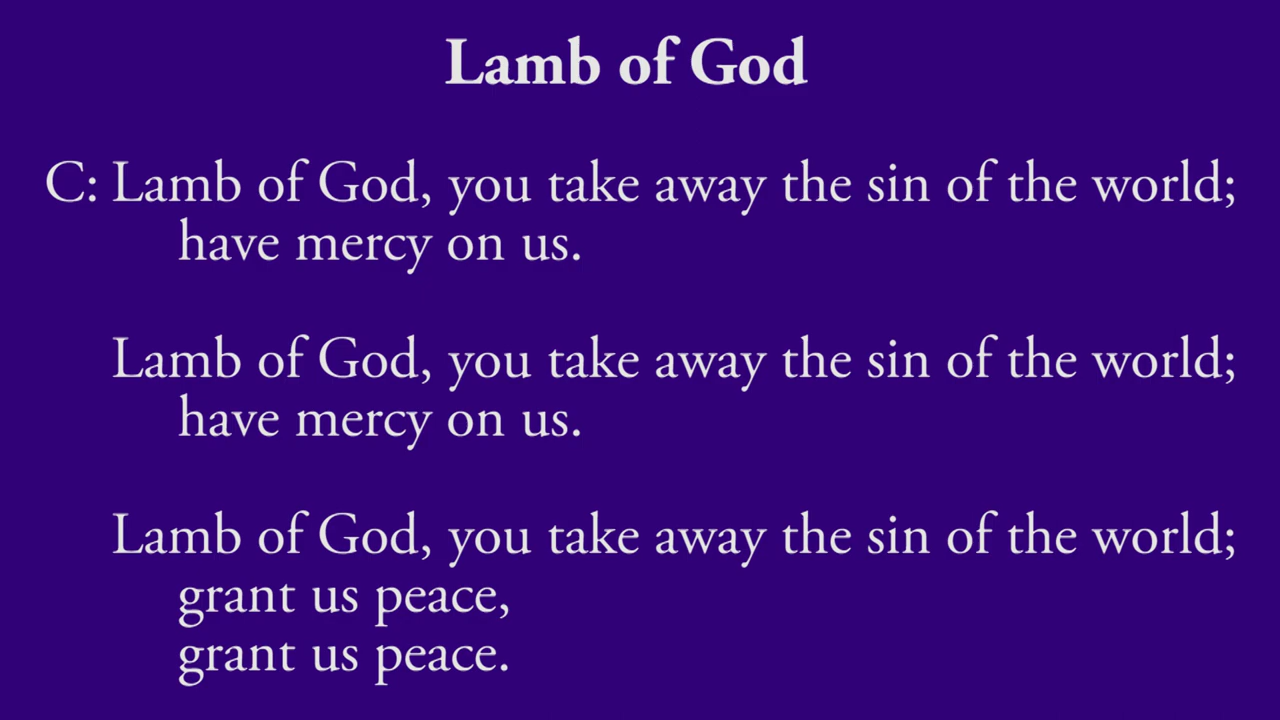 Lamb of God
C: Lamb of God, you take away the sin of the world;
have mercy on us.
Lamb of God, you take away the sin of the world;
have mercy on us.
Lamb of God, you take away the sin of the world;
grant us peace,
grant us peace.